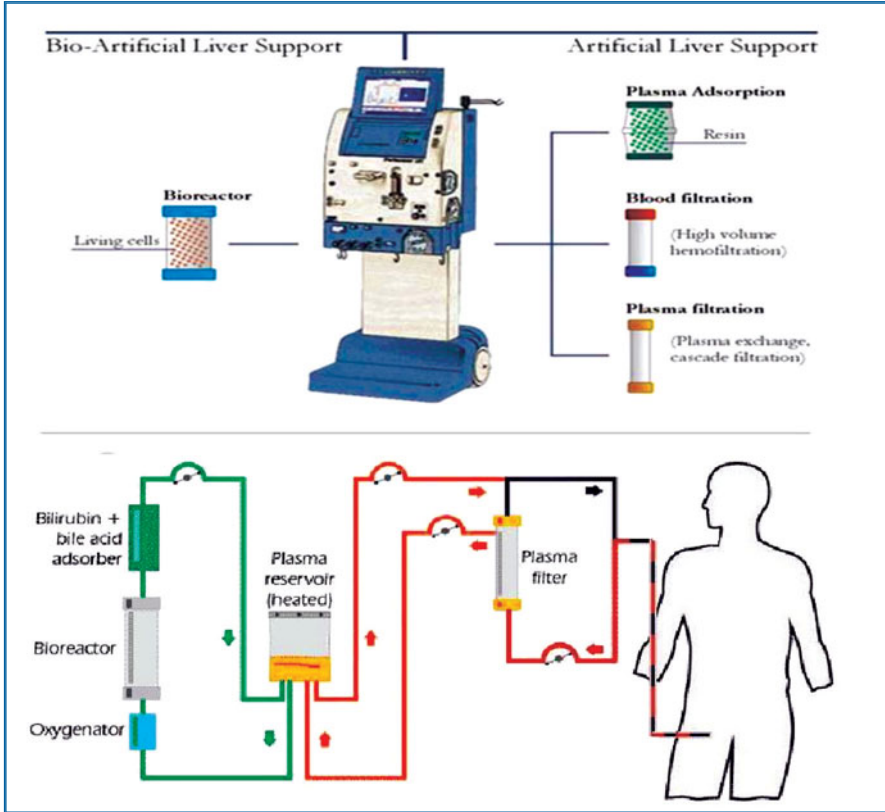 Bio-Artificial Liver Support
Artificial Liver Support
Plasma Adsorption
Resin
Bioreactor
Living cells
Blood filtration
(High volume
hemofiltration)
Plasma filtration
(Plasma exchange,
cascade filtration)
Bilirubin +
bile acid
adsorber
Plasma
reservoir
(heated)
Plasma
filter
Bioreactor
Oxygenator